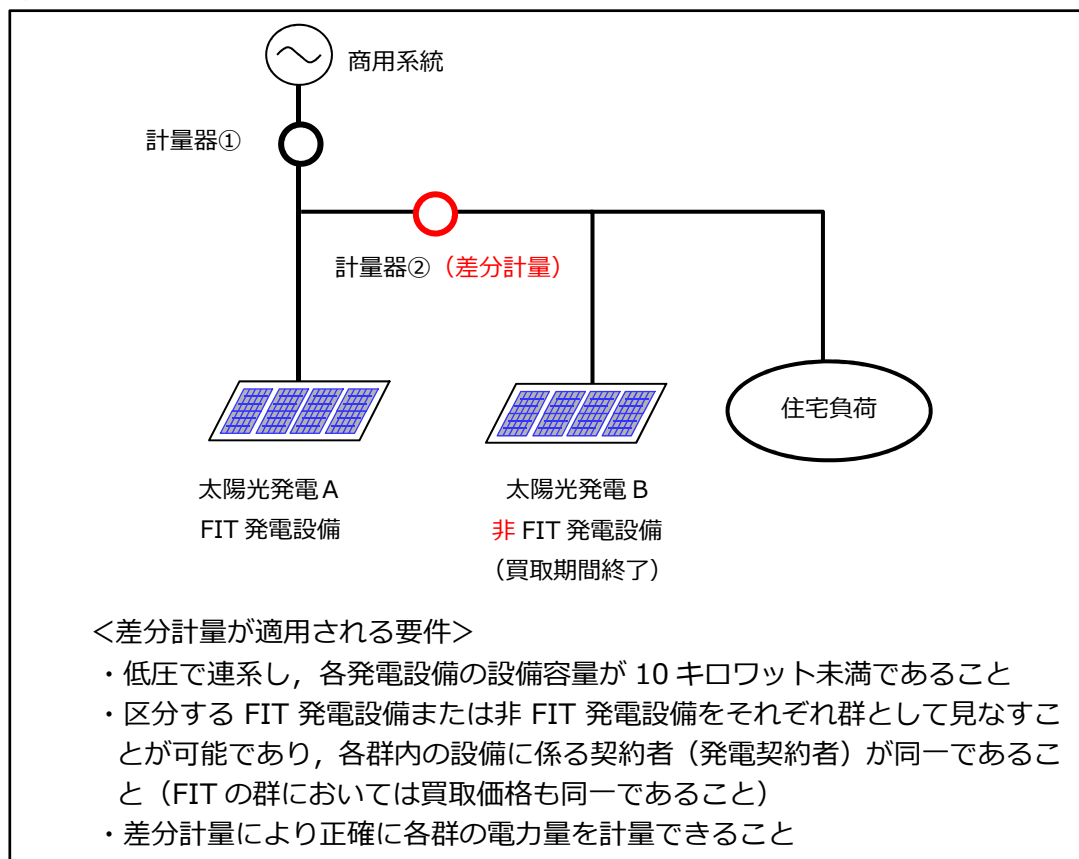 商用系統
計量器①
計量器②（差分計量）
住宅負荷
太陽光発電A
FIT 発電設備
太陽光発電 B
非 FIT 発電設備
（買取期間終了）
＜差分計量が適用される要件＞
・低圧で連系し，各発電設備の設備容量が 10 キロワット未満であること
・区分する FIT 発電設備または非 FIT 発電設備をそれぞれ群として見なすこ
とが可能であり，各群内の設備に係る契約者（発電契約者）が同一であるこ
と（FIT の群においては買取価格も同一であること）
・差分計量により正確に各群の電力量を計量できること